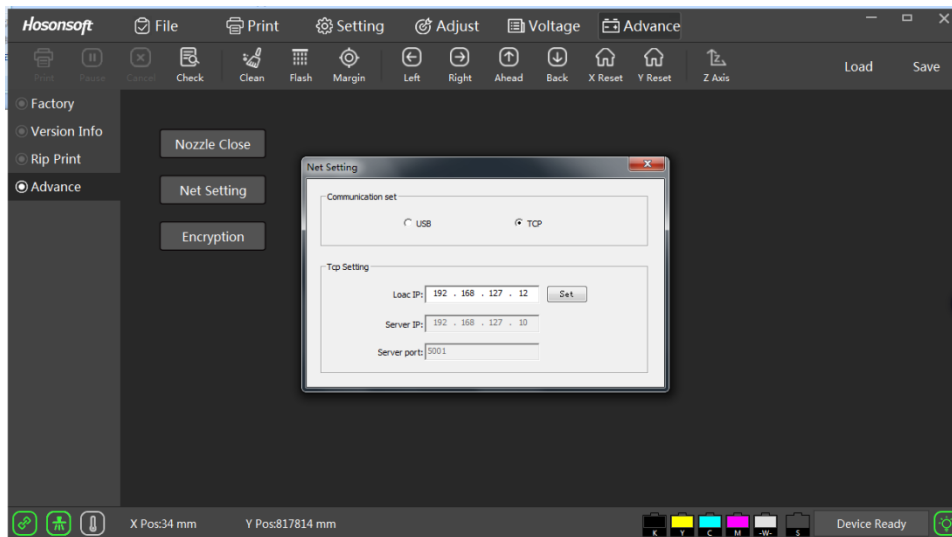 Hosonsoft File Print Setting Adjust Voltage Advance
Print Pause Cancel Check Clean Flash Margin Left Right Ahead Back X Reset Y Reset Z Axis Load Save
Factory
Version Info
Rip Print
Advance
Nozzle Close
Net Setting
Encryption
Net Setting
Communication set
USB TCP
Tcp Setting
Loac IP: 192 . 168 . 127 . 12 Set
Server IP: 192 . 168 . 127 . 10
Server port: 5001
X Pos:34 mm Y Pos:817814 mm K Y C M -W- S Device Ready